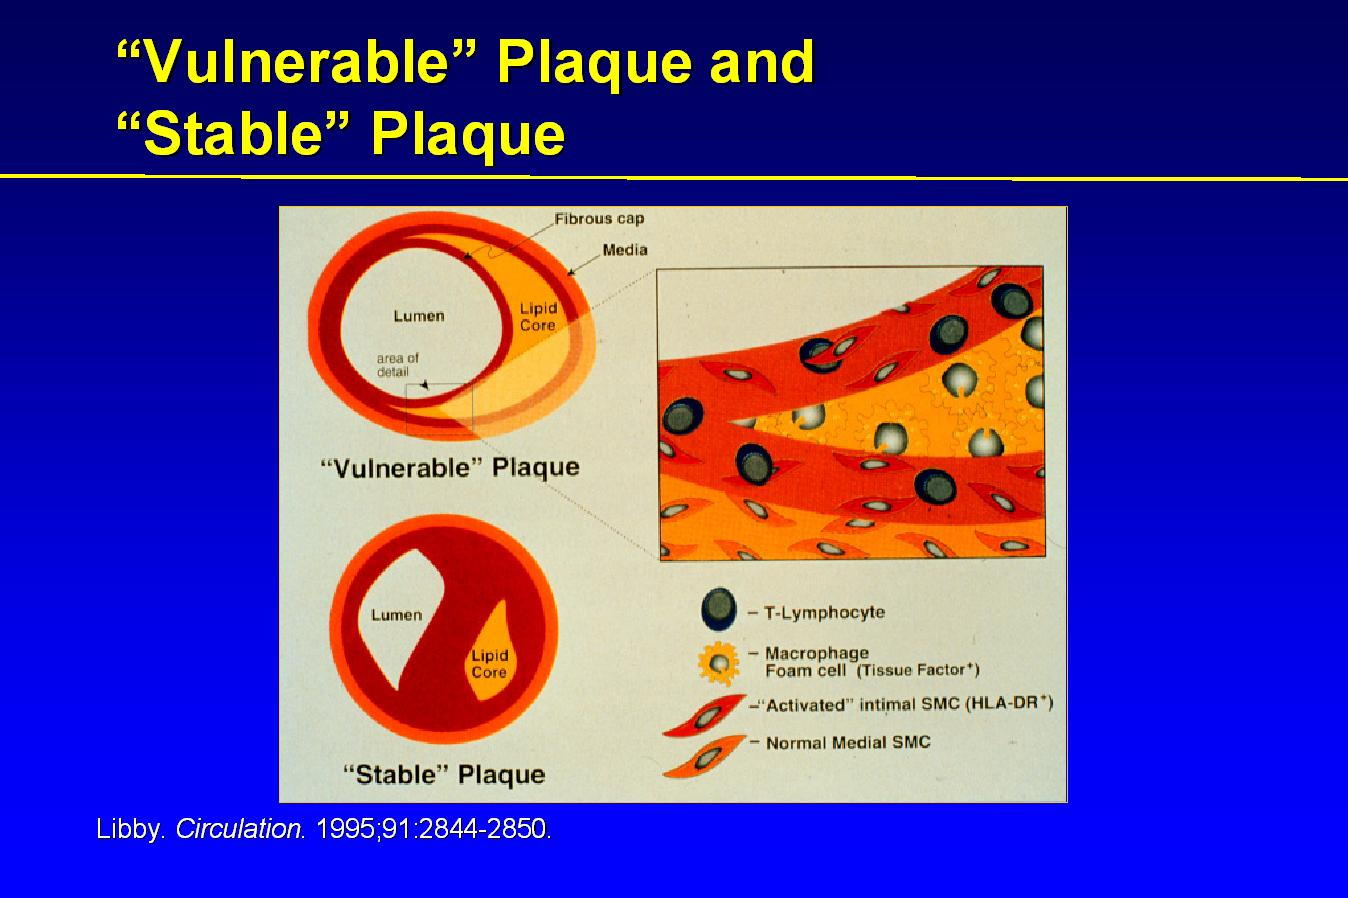 “Vulnerable” Plaque and
“Stable” Plaque
Fibrous cap
Media
Lumen
Lipid
Core
area of
detail
“Vulnerable” Plaque
Lumen
Lipid
Core
“Stable” Plaque
– T-Lymphocyte
– Macrophage
Foam cell (Tissue Factor⁺)
–“Activated” intimal SMC (HLA-DR⁺)
– Normal Medial SMC
Libby. Circulation. 1995;91:2844-2850.